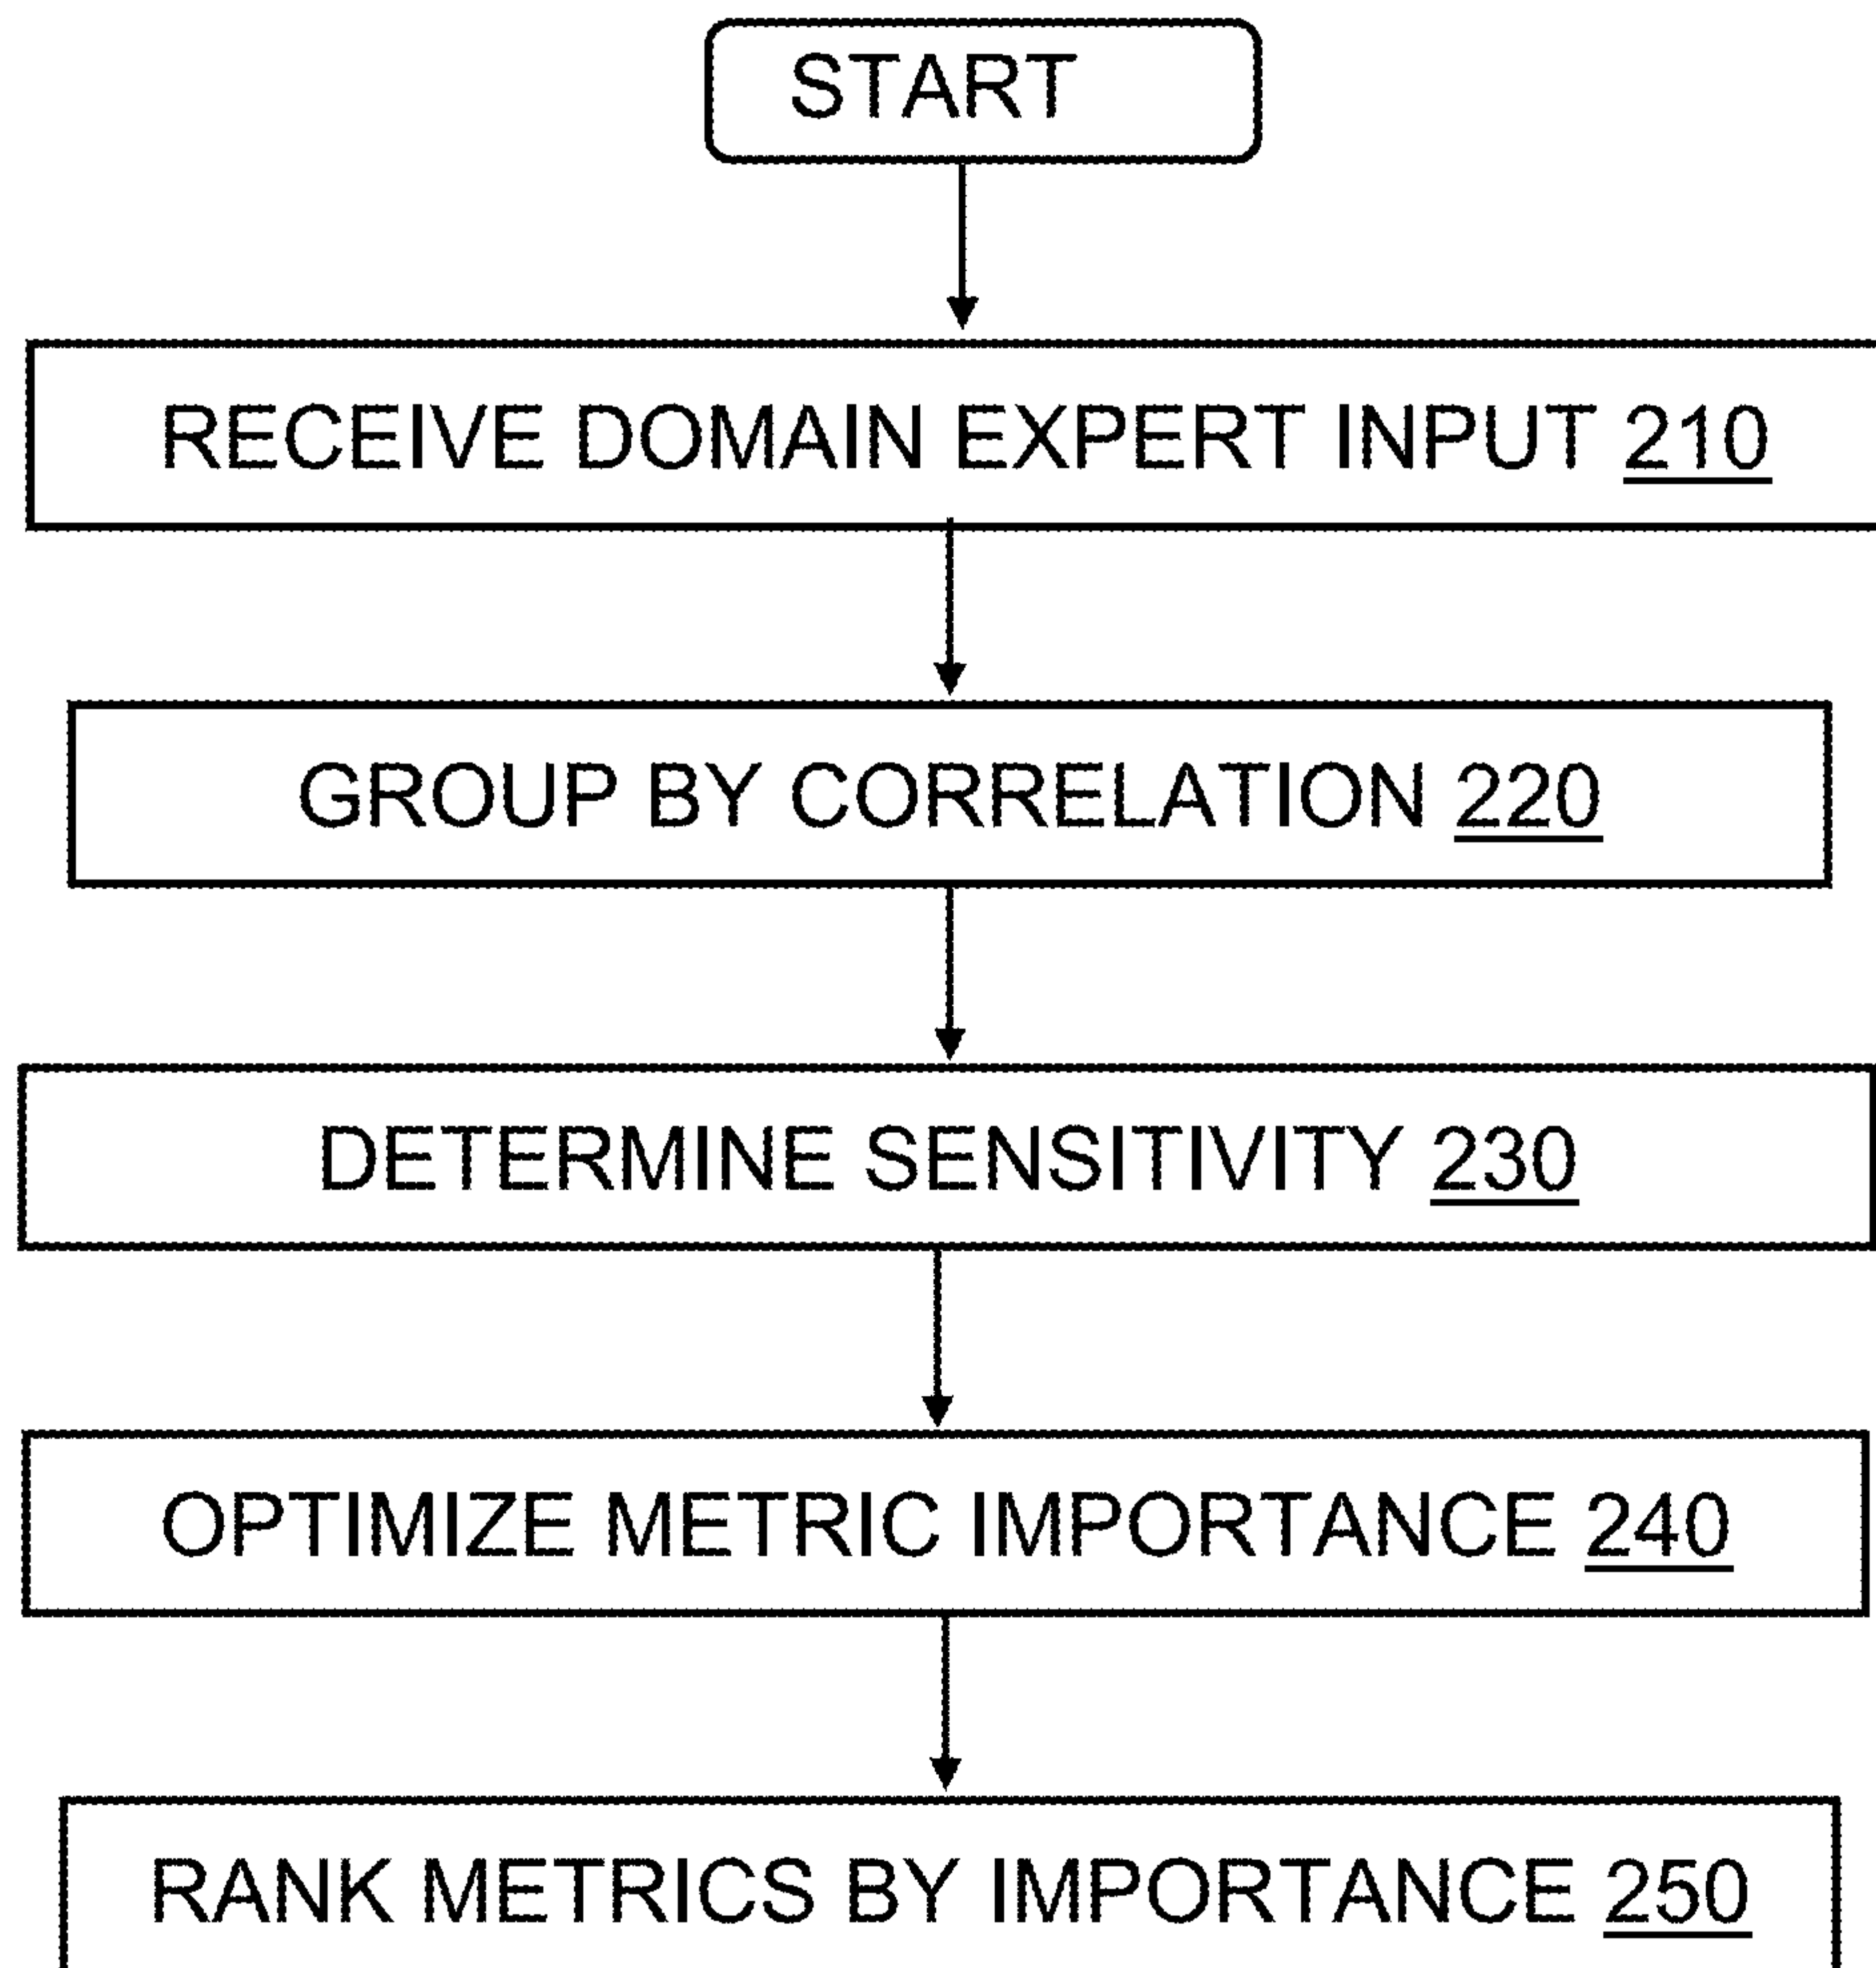 START
RECEIVE DOMAIN EXPERT INPUT 210
GROUP BY CORRELATION 220
DETERMINE SENSITIVITY 230
OPTIMIZE METRIC IMPORTANCE 240
RANK METRICS BY IMPORTANCE 250